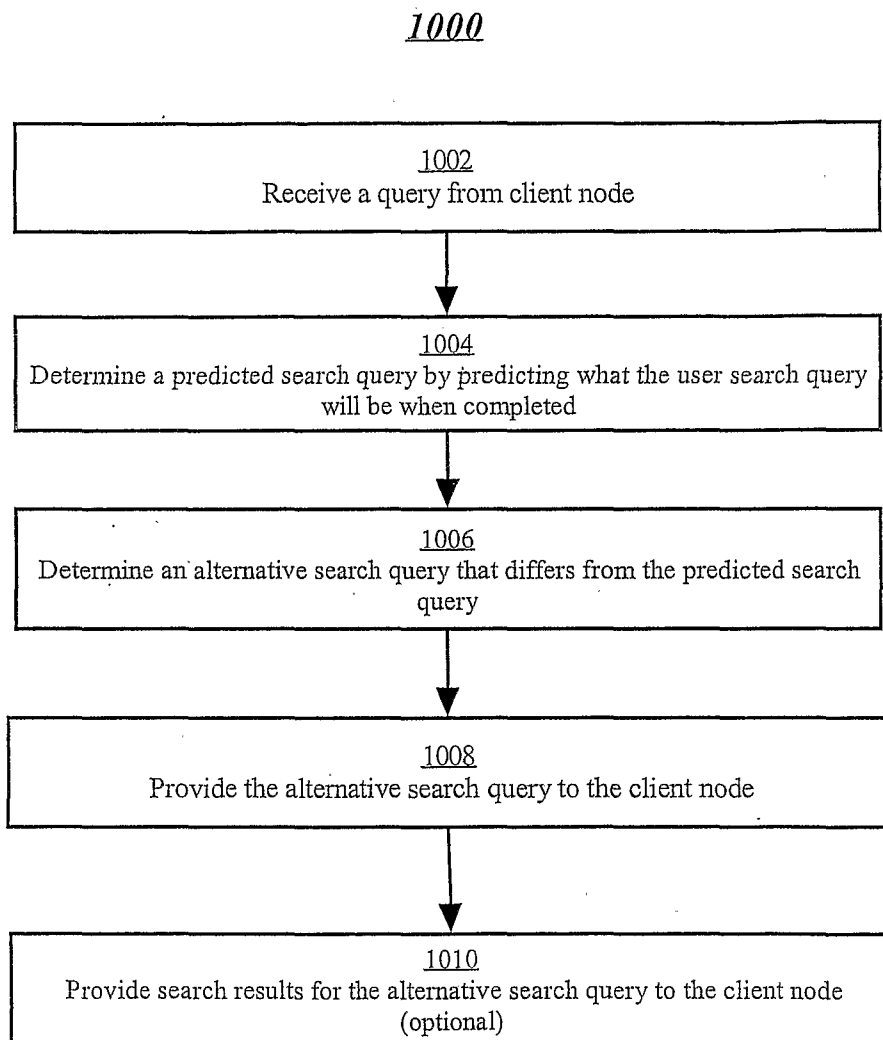 1000
1002
Receive a query from client node
1004
Determine a predicted search query by predicting what the user search query
will be when completed
1006
Determine an alternative search query that differs from the predicted search
query
1008
Provide the alternative search query to the client node
1010
Provide search results for the alternative search query to the client node
(optional)